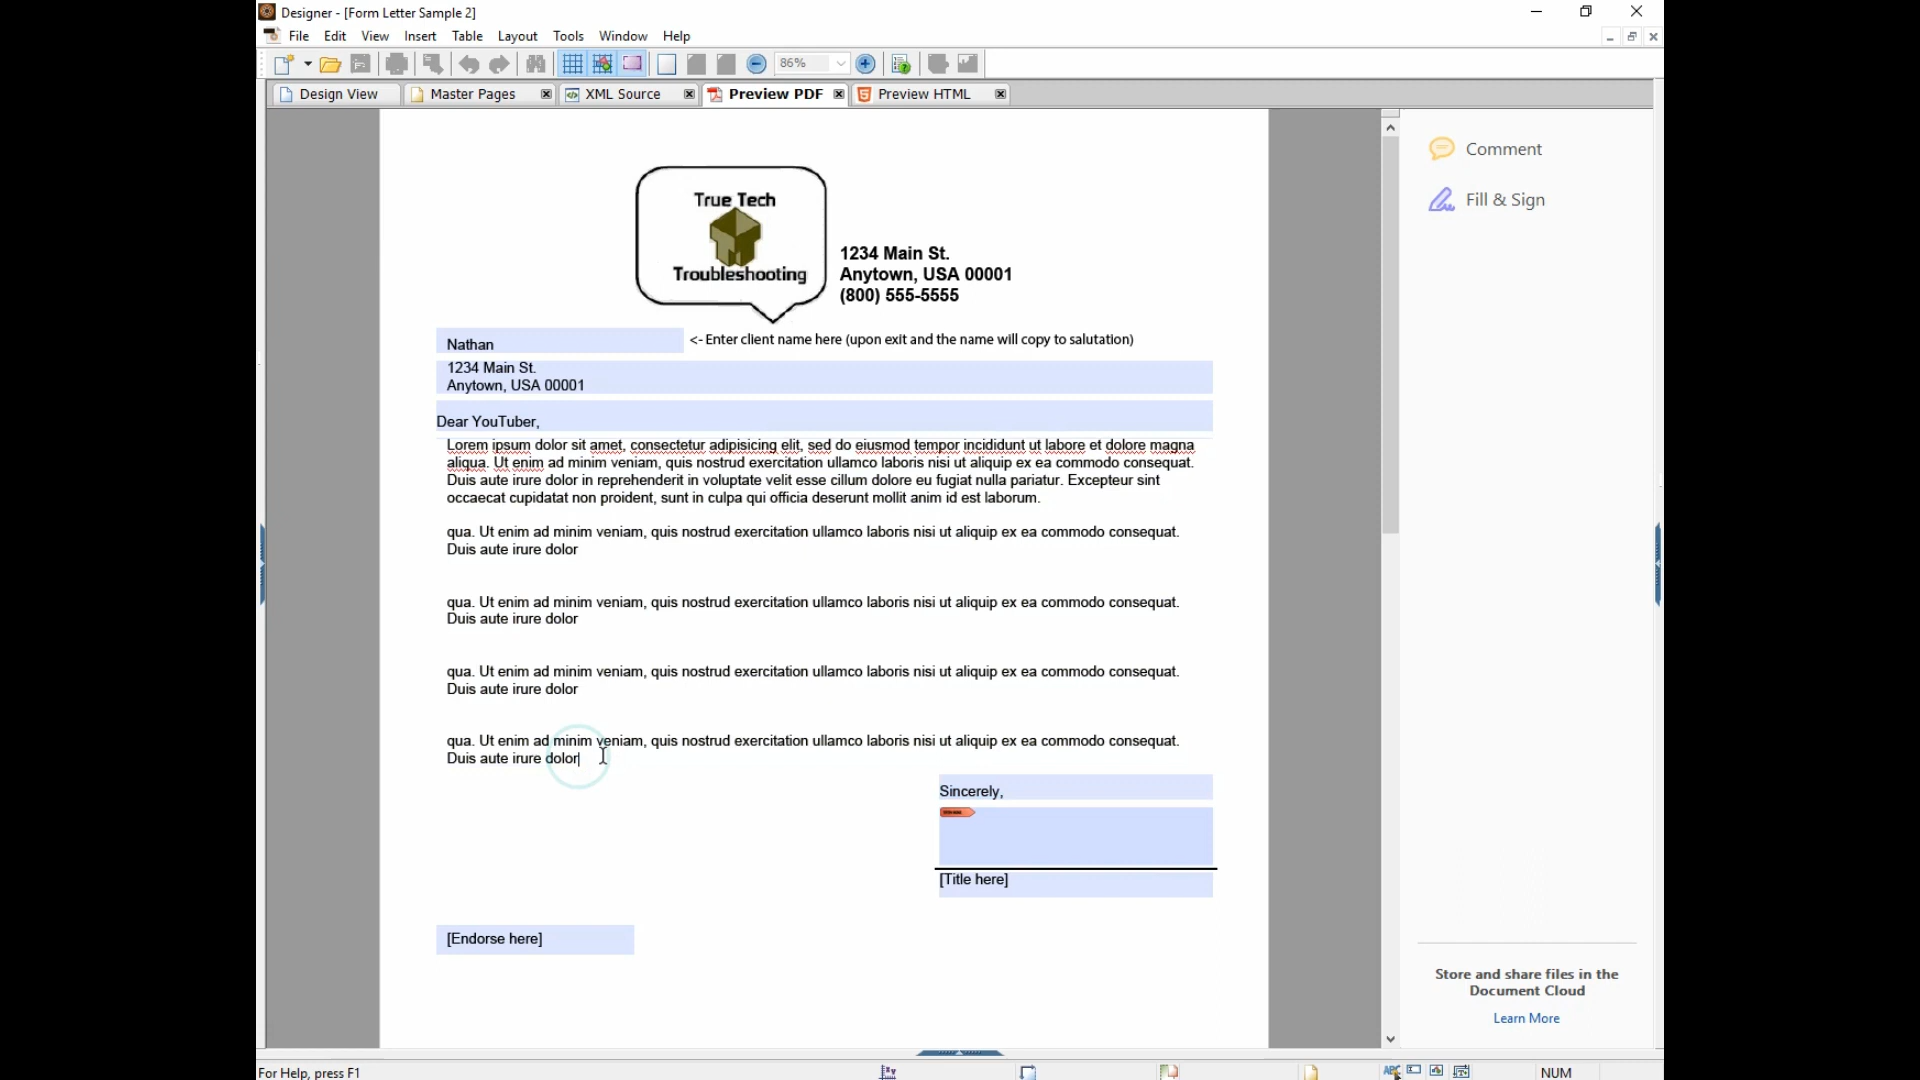 Designer - [Form Letter Sample 2]
File Edit View Insert Table Layout Tools Window Help
86%
Design View Master Pages XML Source Preview PDF Preview HTML
True Tech
Troubleshooting
1234 Main St.
Anytown, USA 00001
(800) 555-5555
Nathan <- Enter client name here (upon exit and the name will copy to salutation)
1234 Main St.
Anytown, USA 00001
Dear YouTuber,
Lorem ipsum dolor sit amet, consectetur adipisicing elit, sed do eiusmod tempor incididunt ut labore et dolore magna
aliqua. Ut enim ad minim veniam, quis nostrud exercitation ullamco laboris nisi ut aliquip ex ea commodo consequat.
Duis aute irure dolor in reprehenderit in voluptate velit esse cillum dolore eu fugiat nulla pariatur. Excepteur sint
occaecat cupidatat non proident, sunt in culpa qui officia deserunt mollit anim id est laborum.
qua. Ut enim ad minim veniam, quis nostrud exercitation ullamco laboris nisi ut aliquip ex ea commodo consequat.
Duis aute irure dolor
qua. Ut enim ad minim veniam, quis nostrud exercitation ullamco laboris nisi ut aliquip ex ea commodo consequat.
Duis aute irure dolor
qua. Ut enim ad minim veniam, quis nostrud exercitation ullamco laboris nisi ut aliquip ex ea commodo consequat.
Duis aute irure dolor
qua. Ut enim ad minim veniam, quis nostrud exercitation ullamco laboris nisi ut aliquip ex ea commodo consequat.
Duis aute irure dolor
Sincerely,
[Title here]
[Endorse here]
Comment
Fill & Sign
Store and share files in the
Document Cloud
Learn More
For Help, press F1
ABC
NUM